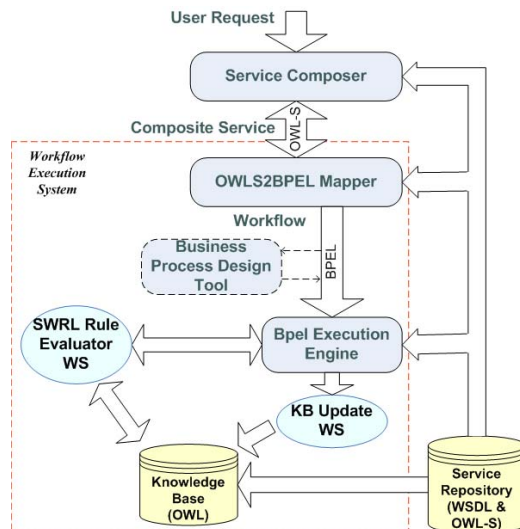 User Request
Service Composer
Composite Service
OWL-S
Workflow
Execution
System
OWLS2BPEL Mapper
Workflow
Business
Process Design
Tool
BPEL
SWRL Rule
Evaluator
WS
Bpel Execution
Engine
KB Update
WS
Knowledge
Base
(OWL)
Service
Repository
(WSDL &
OWL-S)